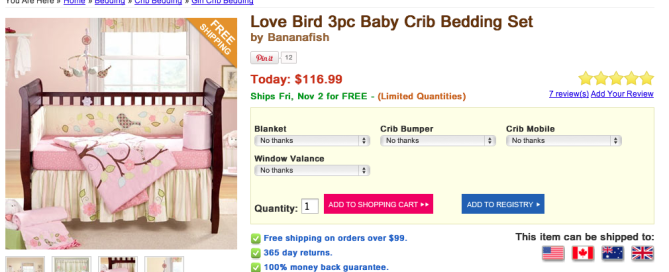 You Are Here » Home » Bedding » Crib Bedding » Girl Crib Bedding
FREE
SHIPPING
Love Bird 3pc Baby Crib Bedding Set
by Bananafish
Pin it 12
Today: $116.99
Ships Fri, Nov 2 for FREE - (Limited Quantities)
7 review(s) Add Your Review
Blanket Crib Bumper Crib Mobile
No thanks No thanks No thanks
Window Valance
No thanks
Quantity: 1 ADD TO SHOPPING CART ►► ADD TO REGISTRY ►
Free shipping on orders over $99. This item can be shipped to:
365 day returns.
100% money back guarantee.